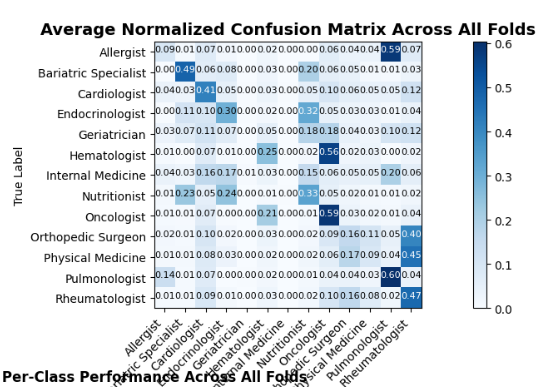 Average Normalized Confusion Matrix Across All Folds
True Label
Allergist 0.09 0.01 0.07 0.01 0.00 0.02 0.00 0.00 0.06 0.04 0.04 0.59 0.07
Bariatric Specialist 0.00 0.49 0.06 0.08 0.00 0.03 0.00 0.20 0.06 0.05 0.01 0.01 0.03
Cardiologist 0.04 0.03 0.41 0.05 0.00 0.03 0.00 0.05 0.10 0.06 0.05 0.05 0.12
Endocrinologist 0.00 0.11 0.10 0.30 0.00 0.02 0.00 0.32 0.05 0.03 0.03 0.01 0.04
Geriatrician 0.03 0.07 0.11 0.07 0.00 0.05 0.00 0.18 0.18 0.04 0.03 0.10 0.12
Hematologist 0.01 0.00 0.07 0.01 0.00 0.25 0.00 0.02 0.56 0.02 0.03 0.00 0.02
Internal Medicine 0.04 0.03 0.16 0.17 0.00 0.03 0.00 0.15 0.06 0.05 0.05 0.20 0.06
Nutritionist 0.01 0.23 0.05 0.24 0.00 0.01 0.00 0.33 0.05 0.02 0.01 0.01 0.02
Oncologist 0.01 0.01 0.07 0.00 0.00 0.21 0.00 0.01 0.59 0.03 0.02 0.01 0.04
Orthopedic Surgeon 0.02 0.01 0.10 0.02 0.00 0.03 0.00 0.02 0.09 0.16 0.11 0.05 0.40
Physical Medicine 0.01 0.01 0.08 0.03 0.00 0.02 0.00 0.02 0.06 0.17 0.09 0.04 0.45
Pulmonologist 0.14 0.01 0.07 0.00 0.00 0.02 0.00 0.01 0.04 0.04 0.03 0.60 0.04
Rheumatologist 0.01 0.01 0.09 0.01 0.00 0.03 0.00 0.02 0.10 0.16 0.08 0.02 0.47
0.6
0.5
0.4
0.3
0.2
0.1
0.0
Allergist
Specialist
Cardiologist
Endocrinologist
Geriatrician
Hematologist
Medicine
Nutritionist
Oncologist
Surgeon
Medicine
Pulmonologist
Rheumatologist
Per-Class Performance Across All Folds